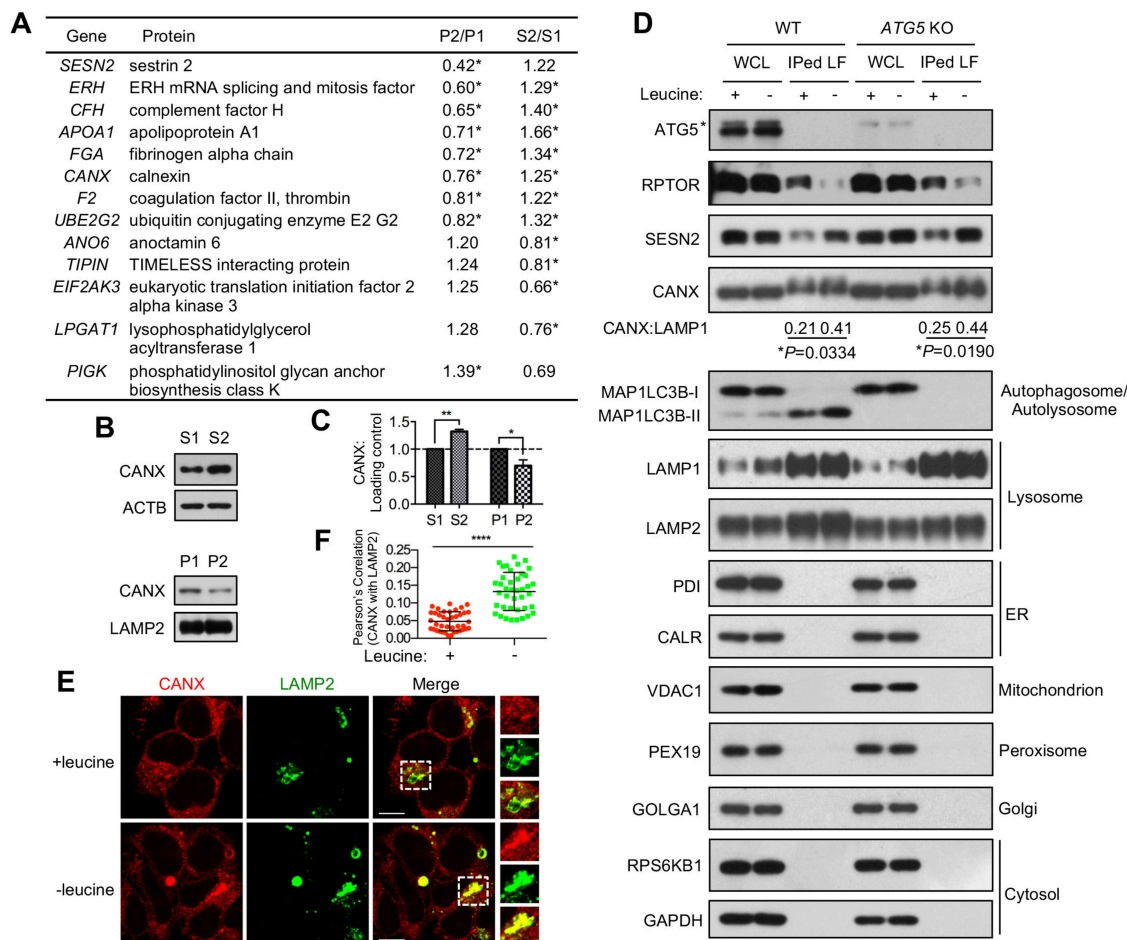 A
Gene Protein P2/P1 S2/S1
SESN2 sestrin 2 0.42* 1.22
ERH ERH mRNA splicing and mitosis factor 0.60* 1.29*
CFH complement factor H 0.65* 1.40*
APOA1 apolipoprotein A1 0.71* 1.66*
FGA fibrinogen alpha chain 0.72* 1.34*
CANX calnexin 0.76* 1.25*
F2 coagulation factor II, thrombin 0.81* 1.22*
UBE2G2 ubiquitin conjugating enzyme E2 G2 0.82* 1.32*
ANO6 anoctamin 6 1.20 0.81*
TIPIN TIMELESS interacting protein 1.24 0.81*
EIF2AK3 eukaryotic translation initiation factor 2 1.25 0.66*
alpha kinase 3
LPGAT1 lysophosphatidylglycerol 1.28 0.76*
acyltransferase 1
PIGK phosphatidylinositol glycan anchor 1.39* 0.69
biosynthesis class K
B
S1 S2
CANX
ACTB
P1 P2
CANX
LAMP2
C
CANX:
Loading control
1.5
1.0
0.5
0.0
** *
S1 S2 P1 P2
F
Pearson's Corelation
(CANX with LAMP2)
0.25
0.20
0.15
0.10
0.05
0.00
****
Leucine: + -
E
CANX LAMP2 Merge
+leucine
-leucine
D
WT ATG5 KO
WCL IPed LF WCL IPed LF
Leucine: + - + - + - + -
ATG5*
RPTOR
SESN2
CANX
CANX:LAMP1 0.21 0.41 0.25 0.44
*P=0.0334 *P=0.0190
MAP1LC3B-I
MAP1LC3B-II
Autophagosome/
Autolysosome
LAMP1
LAMP2
Lysosome
PDI
CALR
ER
VDAC1 Mitochondrion
PEX19 Peroxisome
GOLGA1 Golgi
RPS6KB1
GAPDH
Cytosol